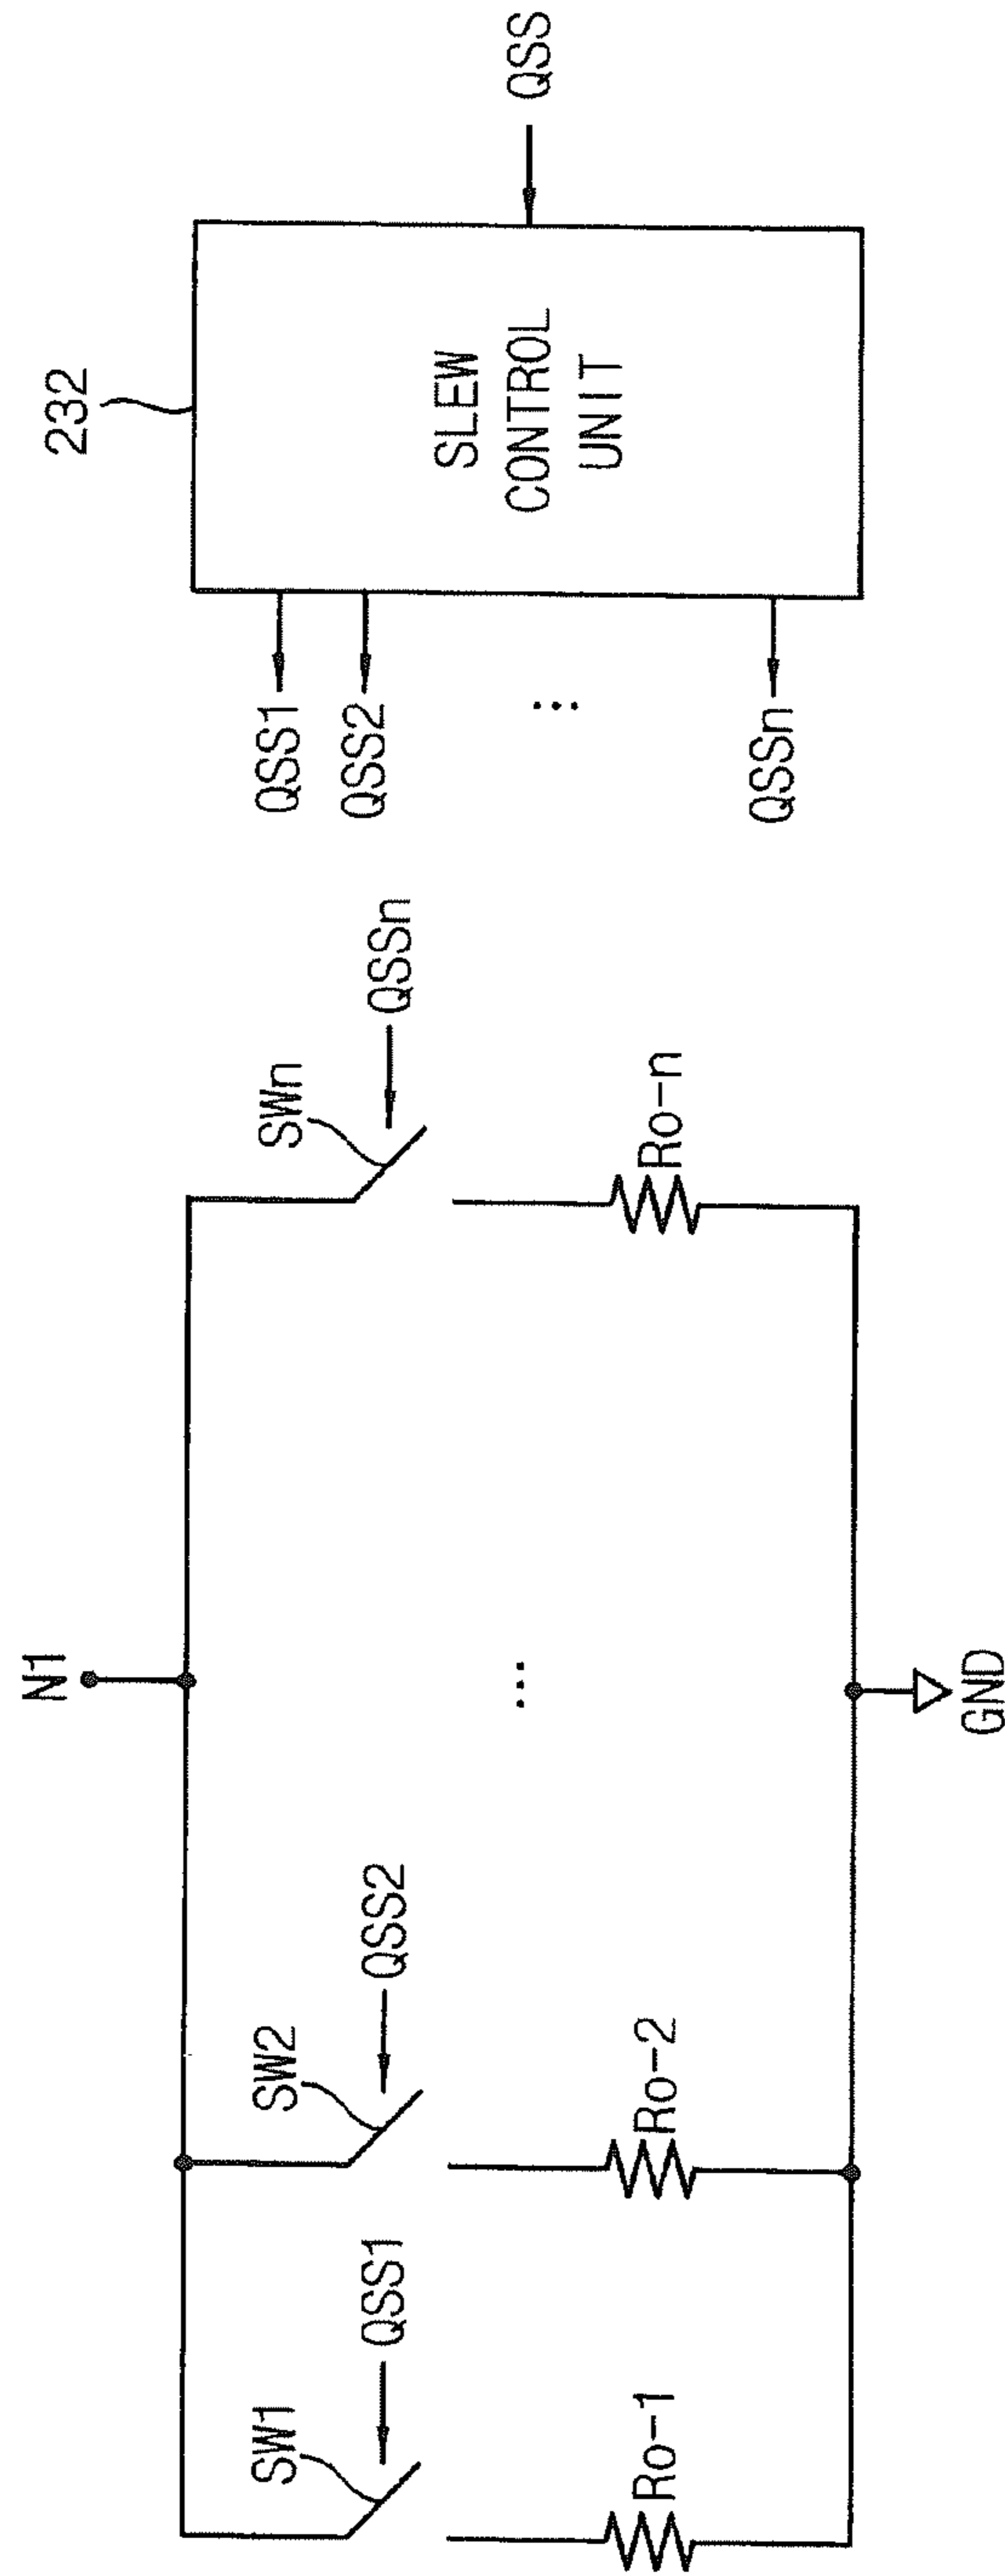 N1
SW1
QSS1
SW2
QSS2
SWn
QSSn
...
Ro-1
Ro-2
Ro-n
GND
232
SLEW
CONTROL
UNIT
QSS1
QSS2
...
QSSn
QSS